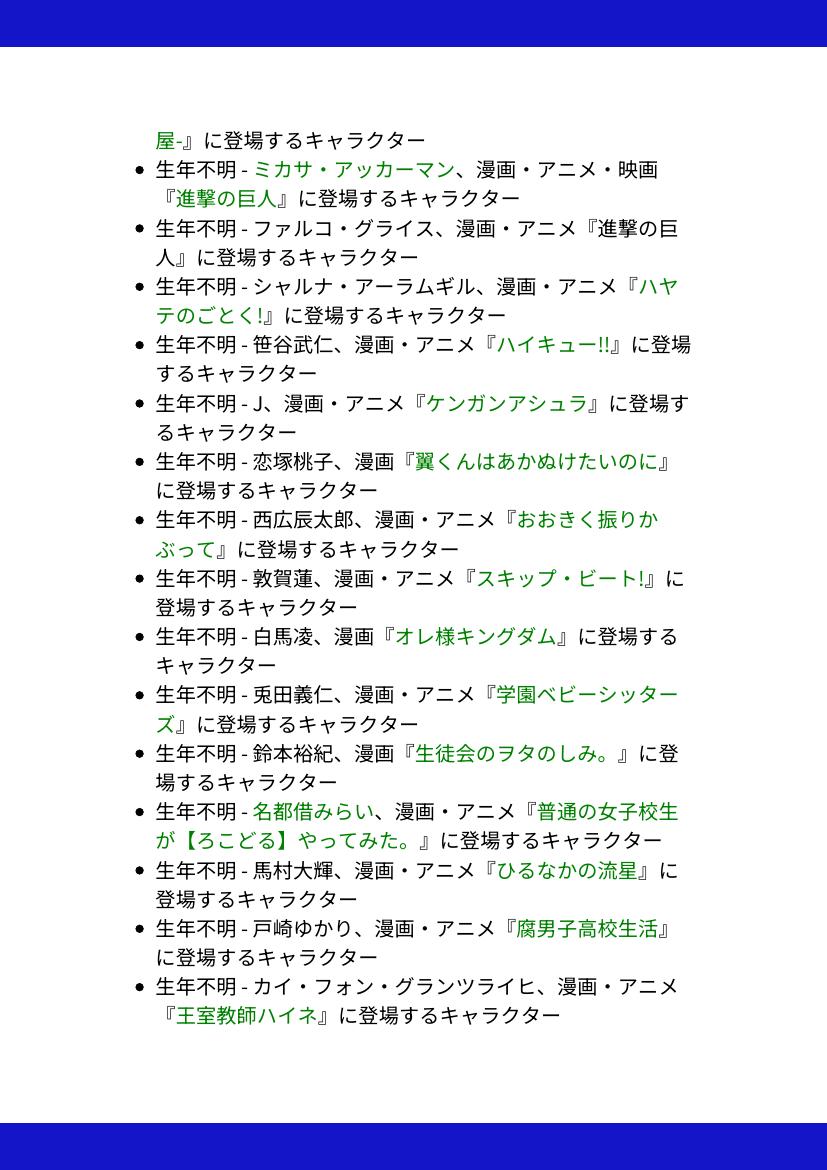 屋-』に登場するキャラクター
• 生年不明 - ミカサ・アッカーマン、漫画・アニメ・映画
『進撃の巨人』に登場するキャラクター
• 生年不明 - ファルコ・グライス、漫画・アニメ『進撃の巨
人』に登場するキャラクター
• 生年不明 - シャルナ・アーラムギル、漫画・アニメ『ハヤ
テのごとく!』に登場するキャラクター
• 生年不明 - 笹谷武仁、漫画・アニメ『ハイキュー!!』に登場
するキャラクター
• 生年不明 - J、漫画・アニメ『ケンガンアシュラ』に登場す
るキャラクター
• 生年不明 - 恋塚桃子、漫画『翼くんはあかぬけたいのに』
に登場するキャラクター
• 生年不明 - 西広辰太郎、漫画・アニメ『おおきく振りか
ぶって』に登場するキャラクター
• 生年不明 - 敦賀蓮、漫画・アニメ『スキップ・ビート!』に
登場するキャラクター
• 生年不明 - 白馬凌、漫画『オレ様キングダム』に登場する
キャラクター
• 生年不明 - 兎田義仁、漫画・アニメ『学園ベビーシッター
ズ』に登場するキャラクター
• 生年不明 - 鈴本裕紀、漫画『生徒会のヲタのしみ。』に登
場するキャラクター
• 生年不明 - 名都借みらい、漫画・アニメ『普通の女子校生
が【ろこどる】やってみた。』に登場するキャラクター
• 生年不明 - 馬村大輝、漫画・アニメ『ひるなかの流星』に
登場するキャラクター
• 生年不明 - 戸崎ゆかり、漫画・アニメ『腐男子高校生活』
に登場するキャラクター
• 生年不明 - カイ・フォン・グランツライヒ、漫画・アニメ
『王室教師ハイネ』に登場するキャラクター